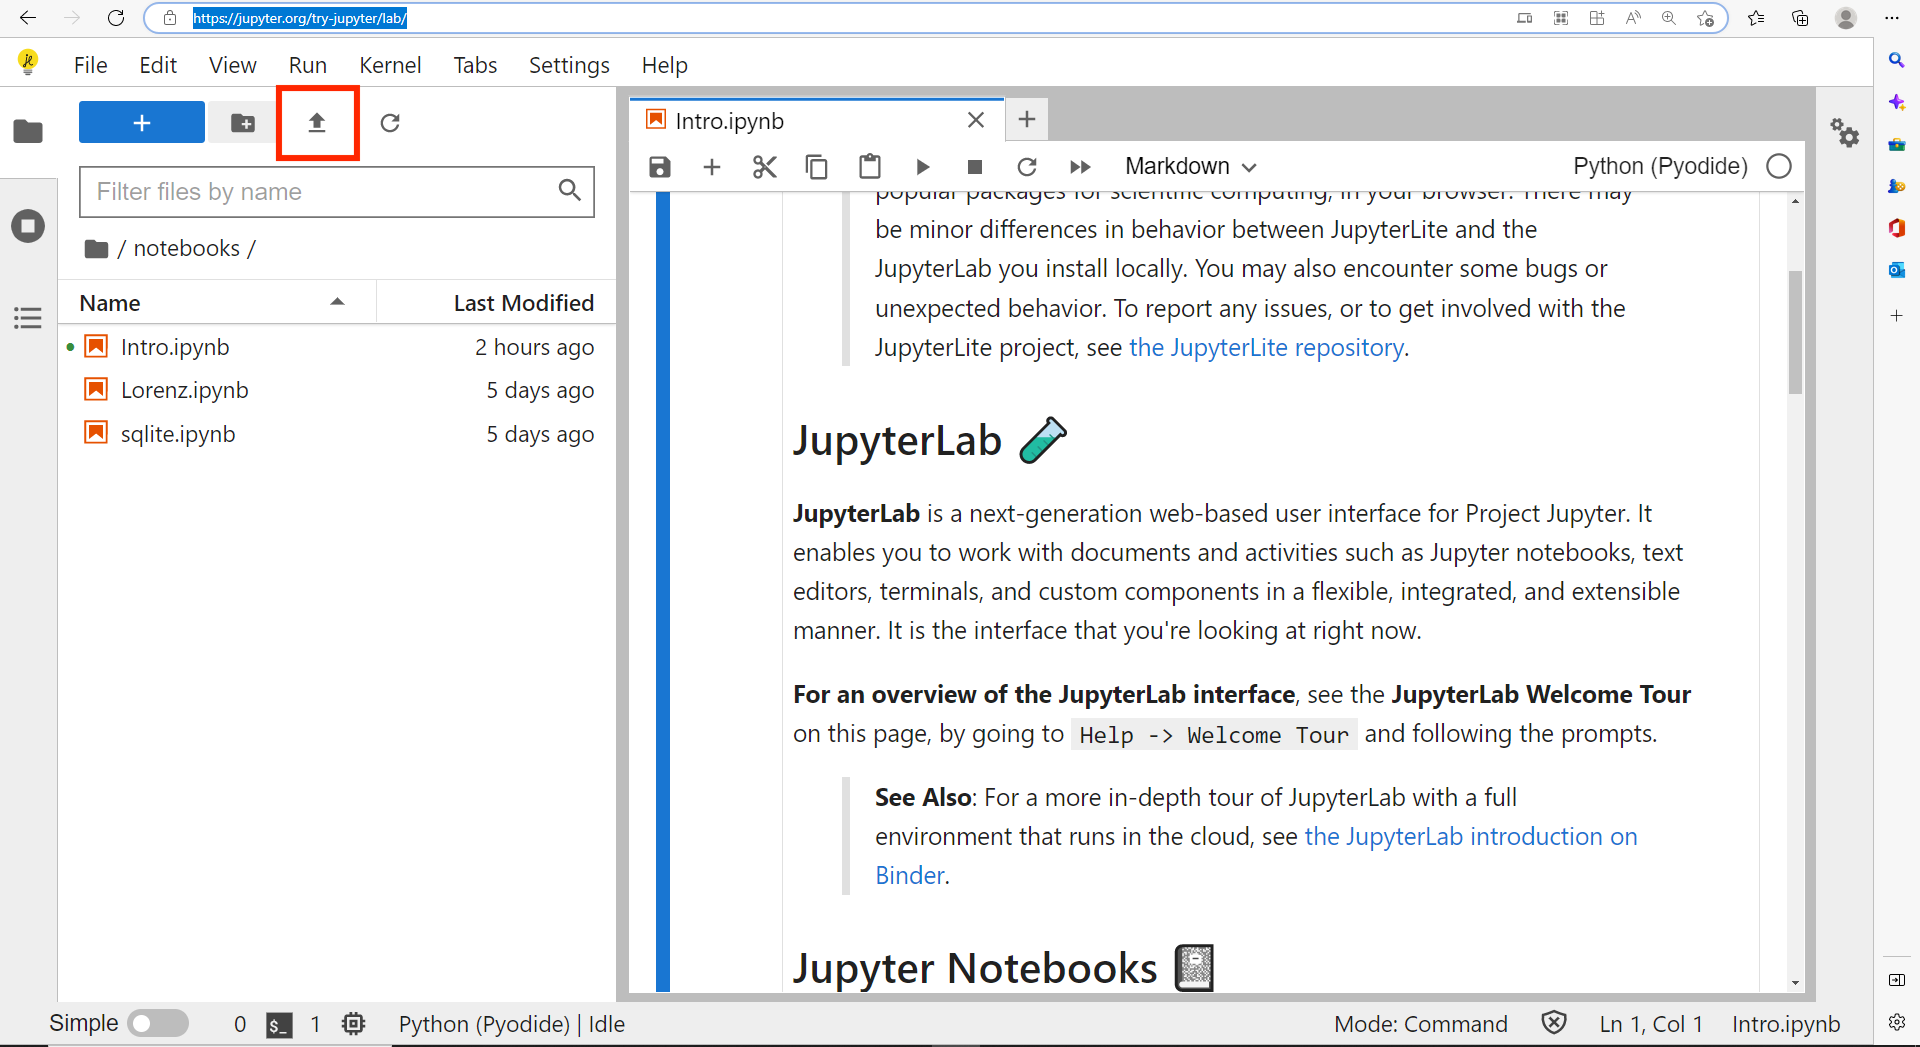 https://jupyter.org/try-jupyter/lab/
File Edit View Run Kernel Tabs Settings Help
Filter files by name
/ notebooks /
Name Last Modified
Intro.ipynb 2 hours ago
Lorenz.ipynb 5 days ago
sqlite.ipynb 5 days ago
Intro.ipynb
Markdown Python (Pyodide)
popular packages for scientific computing, in your browser. There may
be minor differences in behavior between JupyterLite and the
JupyterLab you install locally. You may also encounter some bugs or
unexpected behavior. To report any issues, or to get involved with the
JupyterLite project, see the JupyterLite repository.
JupyterLab
JupyterLab is a next-generation web-based user interface for Project Jupyter. It
enables you to work with documents and activities such as Jupyter notebooks, text
editors, terminals, and custom components in a flexible, integrated, and extensible
manner. It is the interface that you're looking at right now.
For an overview of the JupyterLab interface, see the JupyterLab Welcome Tour
on this page, by going to Help -> Welcome Tour and following the prompts.
See Also: For a more in-depth tour of JupyterLab with a full
environment that runs in the cloud, see the JupyterLab introduction on
Binder.
Jupyter Notebooks
Simple 0 $_ 1 Python (Pyodide) | Idle Mode: Command Ln 1, Col 1 Intro.ipynb